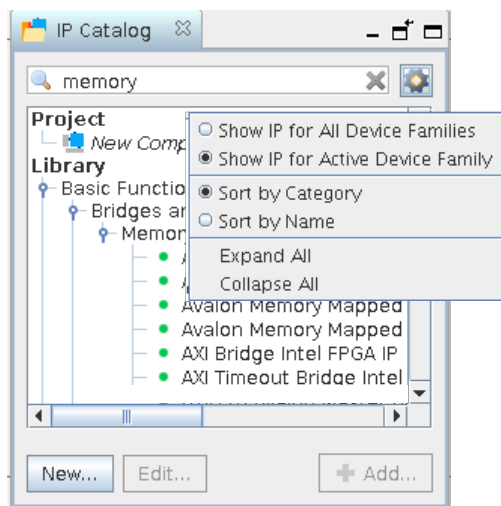 IP Catalog
memory
Project
New Comp
Library
Basic Functio
Bridges an
Memor
Show IP for All Device Families
Show IP for Active Device Family
Sort by Category
Sort by Name
Expand All
Collapse All
Avalon Memory Mapped
Avalon Memory Mapped
AXI Bridge Intel FPGA IP
AXI Timeout Bridge Intel
New...
Edit...
Add...